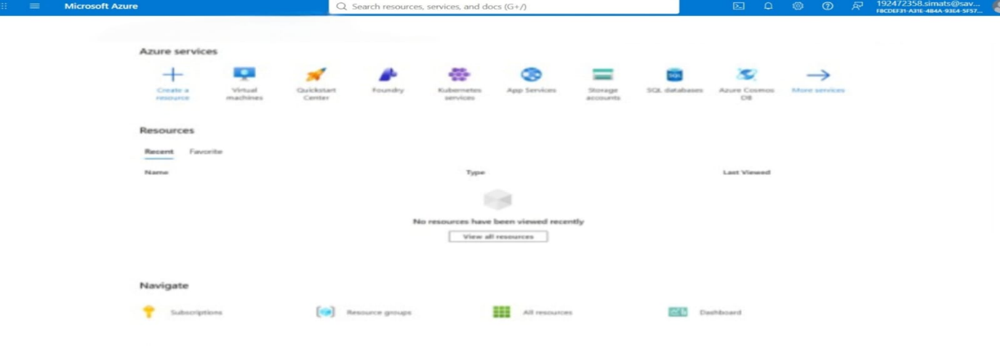 Microsoft Azure
Search resources, services, and docs (G+/)
192472358.simats@sav...
FBCDEF31-A31E-4B4A-93E4-5F57...
Azure services
Create a resource
Virtual machines
Quickstart Center
Foundry
Kubernetes services
App Services
Storage accounts
SQL databases
Azure Cosmos DB
More services
Resources
Recent Favorite
Name Type Last Viewed
No resources have been viewed recently
View all resources
Navigate
Subscriptions Resource groups All resources Dashboard